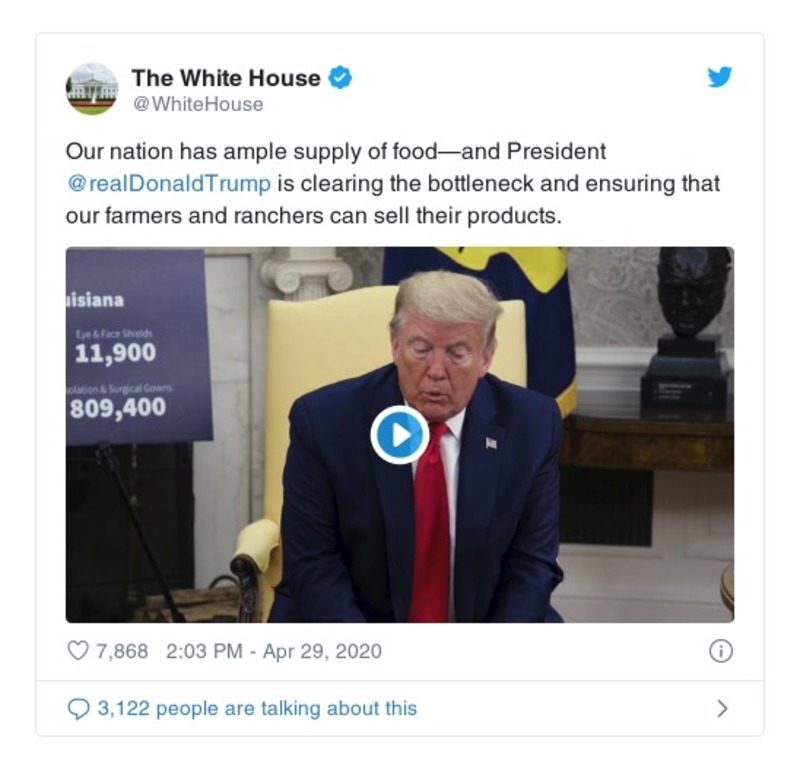 The White House
@WhiteHouse
Our nation has ample supply of food—and President
@realDonaldTrump is clearing the bottleneck and ensuring that
our farmers and ranchers can sell their products.
uisiana
Eye & Face Shields
11,900
olation & Surgical Gowns
809,400
7,868 2:03 PM - Apr 29, 2020
3,122 people are talking about this